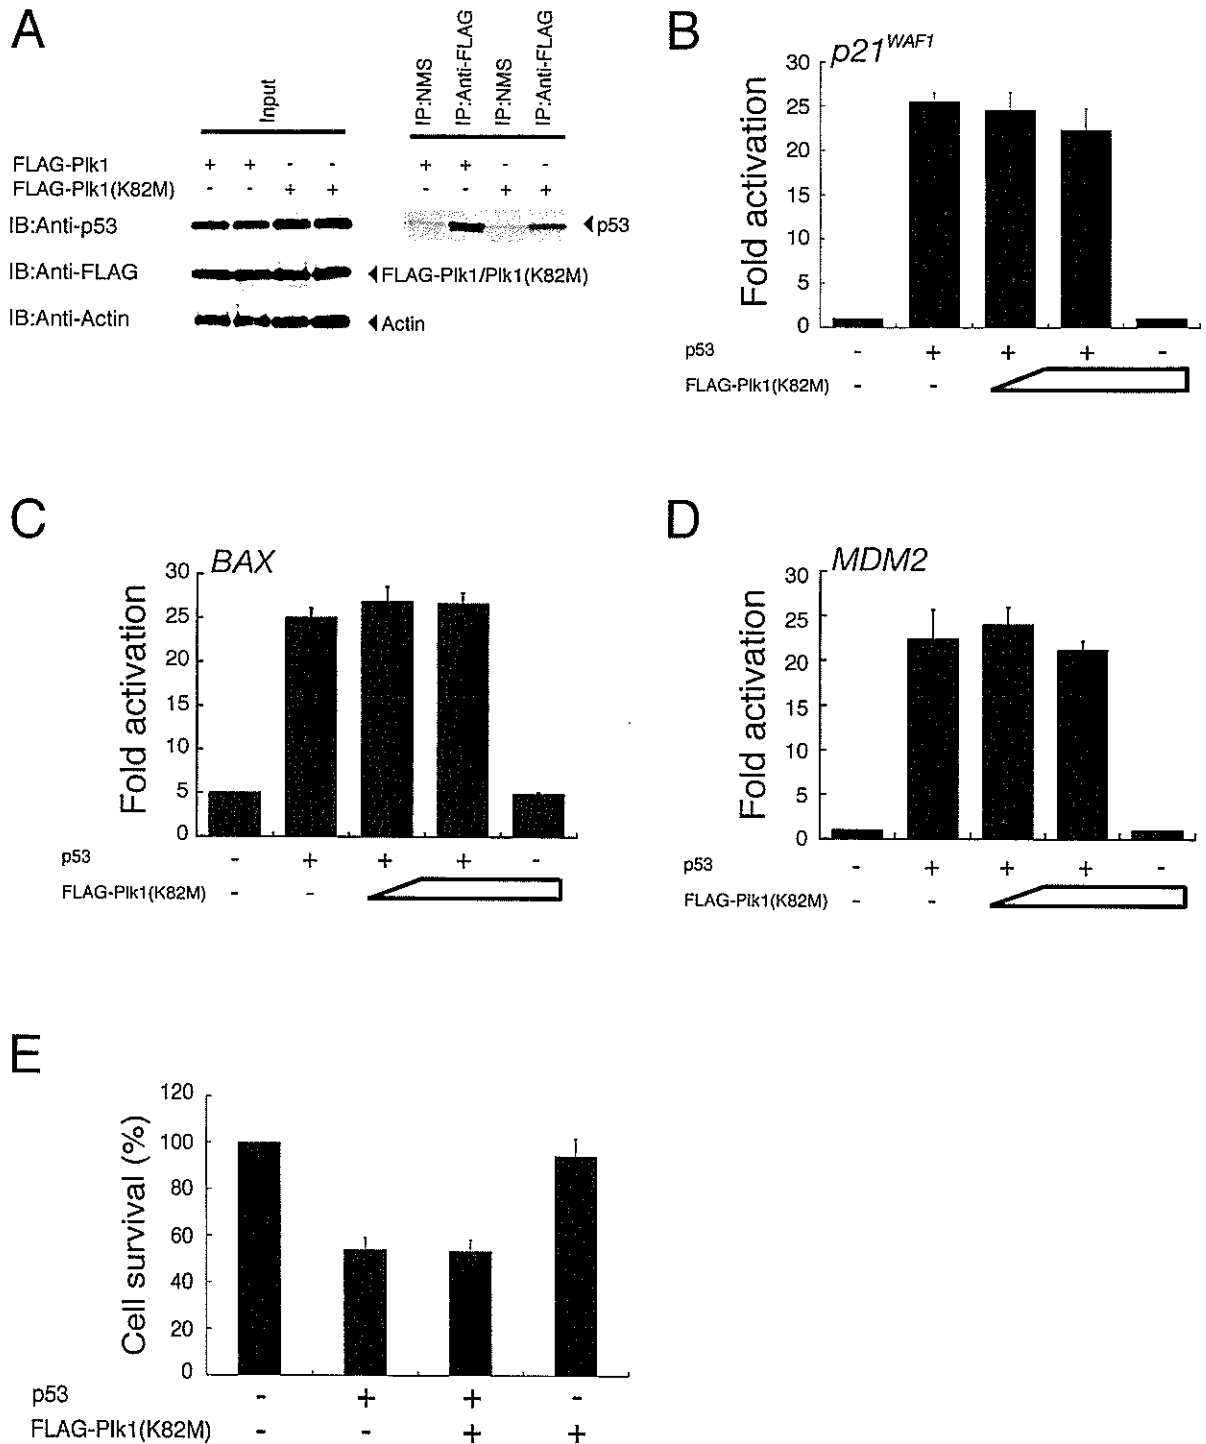 A
Input
IP:NMS
IP:Anti-FLAG
IP:NMS
IP:Anti-FLAG
FLAG-Plk1 + + - - + + - -
FLAG-Plk1(K82M) - - + + - - + +
IB:Anti-p53 p53
IB:Anti-FLAG FLAG-Plk1/Plk1(K82M)
IB:Anti-Actin Actin
B
p21WAF1
Fold activation
30
25
20
15
10
5
0
p53 - + + + -
FLAG-Plk1(K82M) - -
C
BAX
Fold activation
30
25
20
15
10
5
0
p53 - + + + -
FLAG-Plk1(K82M) - -
D
MDM2
Fold activation
30
25
20
15
10
5
0
p53 - + + + -
FLAG-Plk1(K82M) - -
E
Cell survival (%)
120
100
80
60
40
20
0
p53 - + + -
FLAG-Plk1(K82M) - - + +